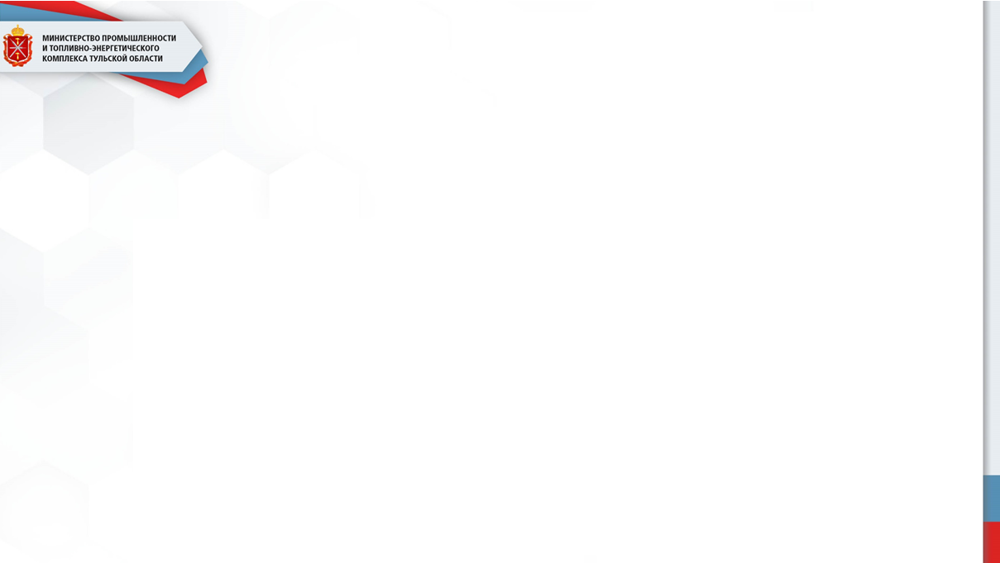 МИНИСТЕРСТВО ПРОМЫШЛЕННОСТИ
И ТОПЛИВНО-ЭНЕРГЕТИЧЕСКОГО
КОМПЛЕКСА ТУЛЬСКОЙ ОБЛАСТИ